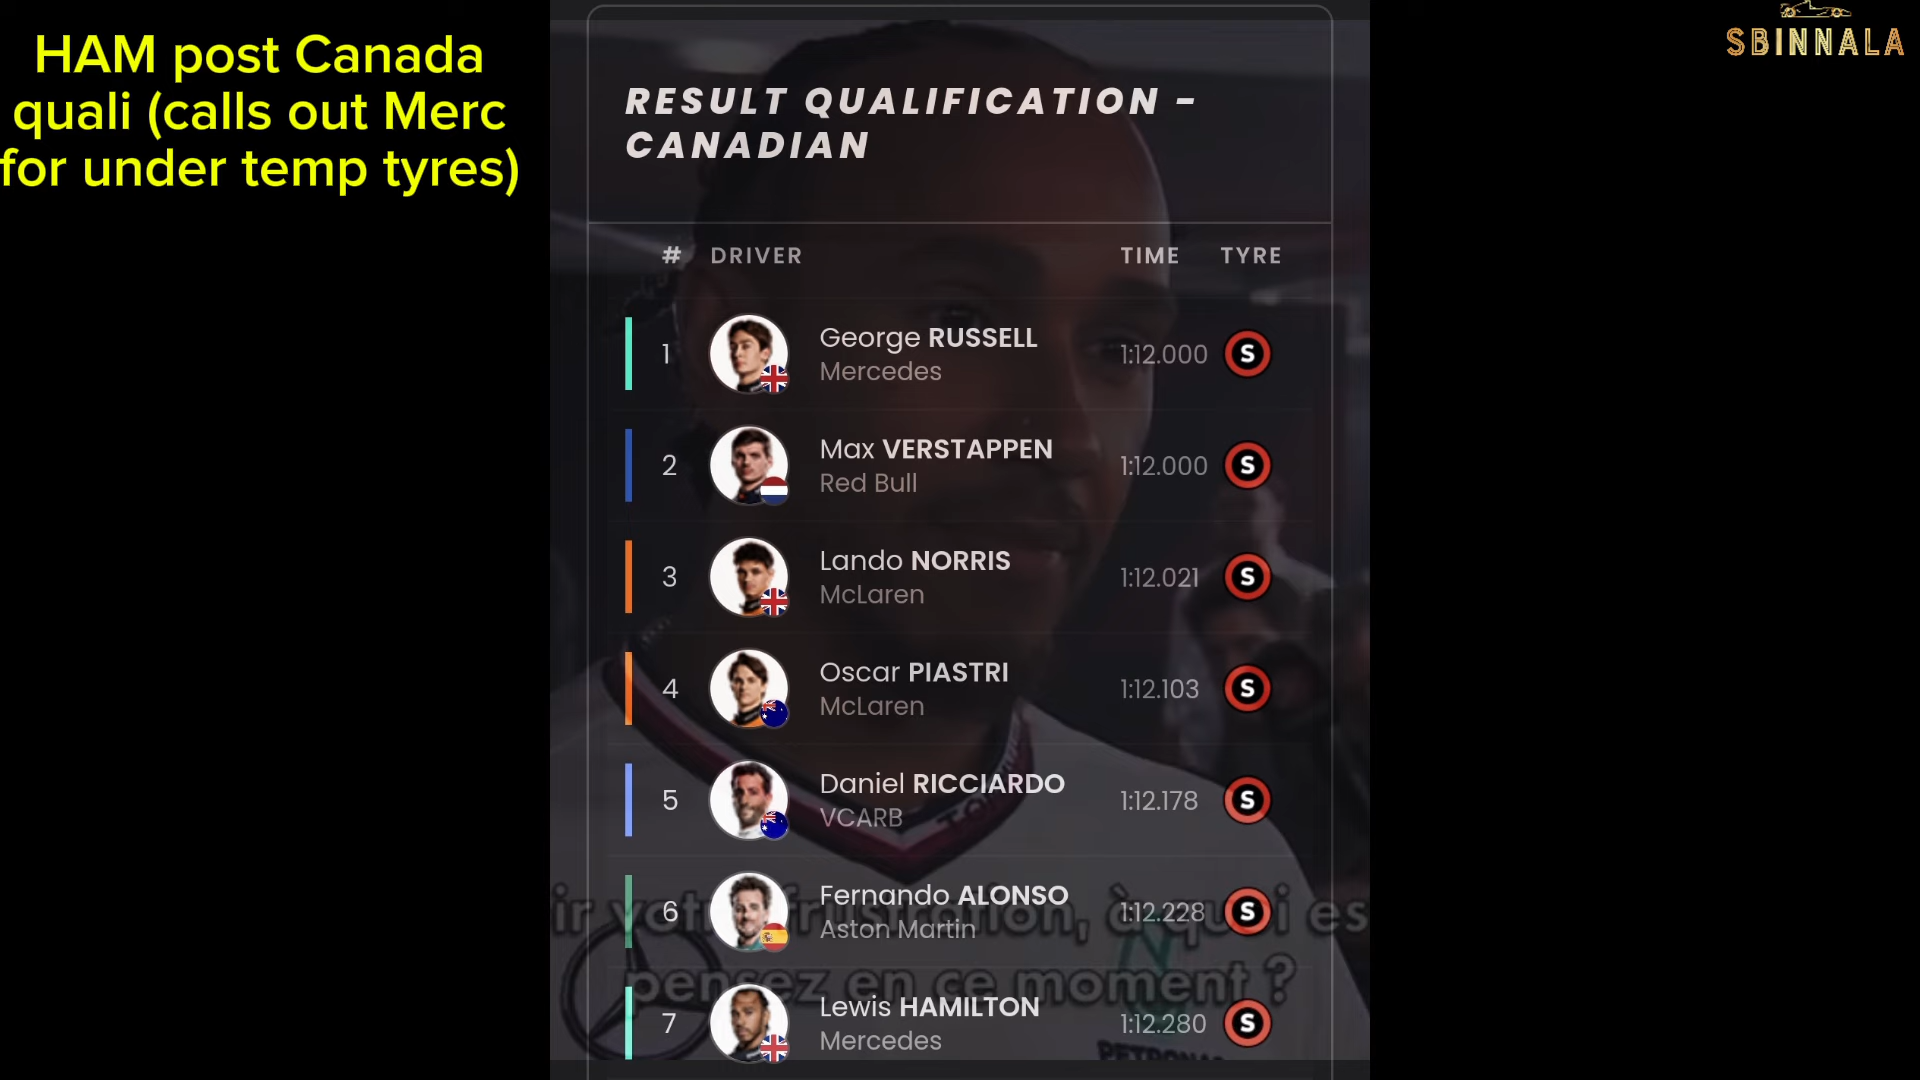 HAM post Canada
quali (calls out Merc
for under temp tyres)
SBINNALA
RESULT QUALIFICATION -
CANADIAN
# DRIVER TIME TYRE
1 George RUSSELL 1:12.000 S
Mercedes
2 Max VERSTAPPEN 1:12.000 S
Red Bull
3 Lando NORRIS 1:12.021 S
McLaren
4 Oscar PIASTRI 1:12.103 S
McLaren
5 Daniel RICCIARDO 1:12.178 S
VCARB
6 Fernando ALONSO 1:12.228 S
Aston Martin
7 Lewis HAMILTON 1:12.280 S
Mercedes
frustration, à quoi es
pensez en ce moment ?